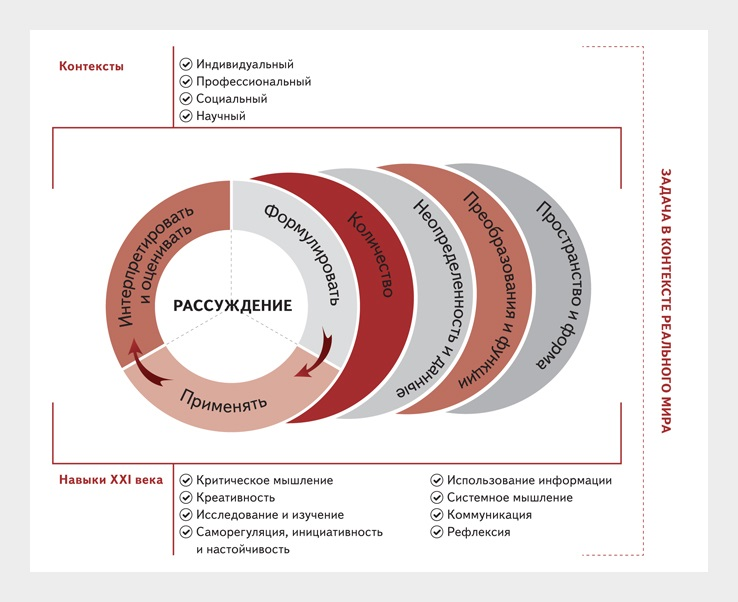 Контексты
Индивидуальный
Профессиональный
Социальный
Научный
Интерпретировать
и оценивать
Формулировать
Применять
РАССУЖДЕНИЕ
Количество
Неопределенность и данные
Преобразования и функции
Пространство и форма
ЗАДАЧА В КОНТЕКСТЕ РЕАЛЬНОГО МИРА
Навыки XXI века
Критическое мышление
Креативность
Исследование и изучение
Саморегуляция, инициативность
и настойчивость
Использование информации
Системное мышление
Коммуникация
Рефлексия